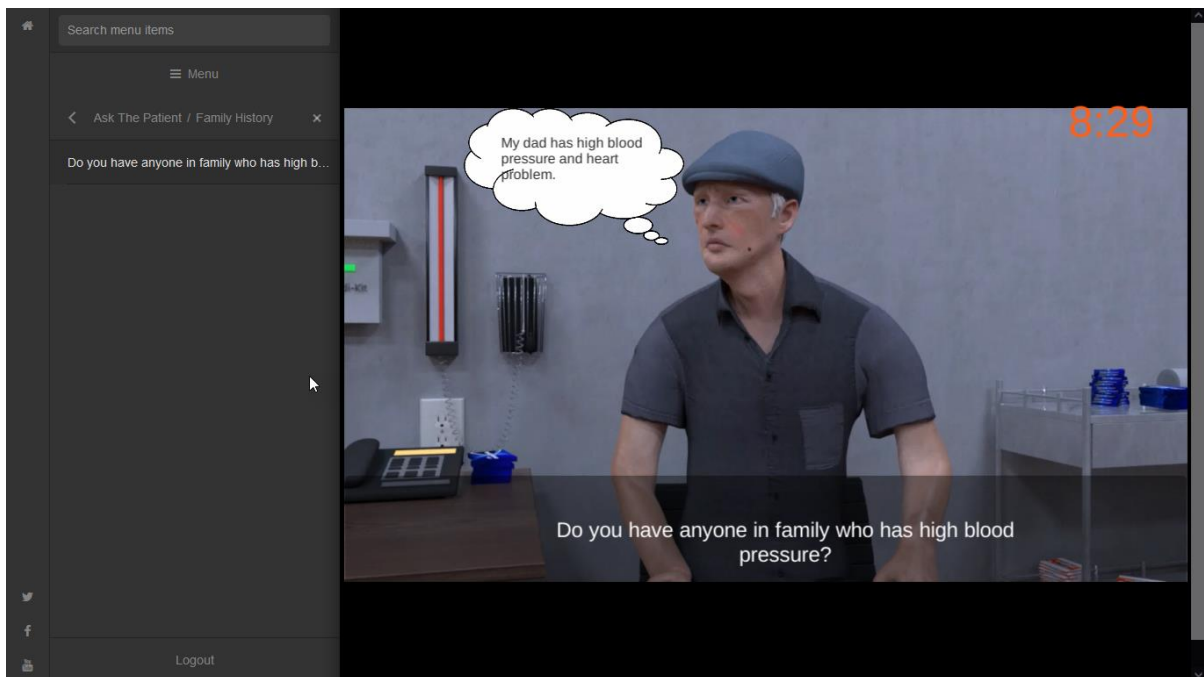 Search menu items
Menu
Ask The Patient / Family History
Do you have anyone in family who has high b...
My dad has high blood
pressure and heart
problem.
8:29
Do you have anyone in family who has high blood
pressure?
Logout